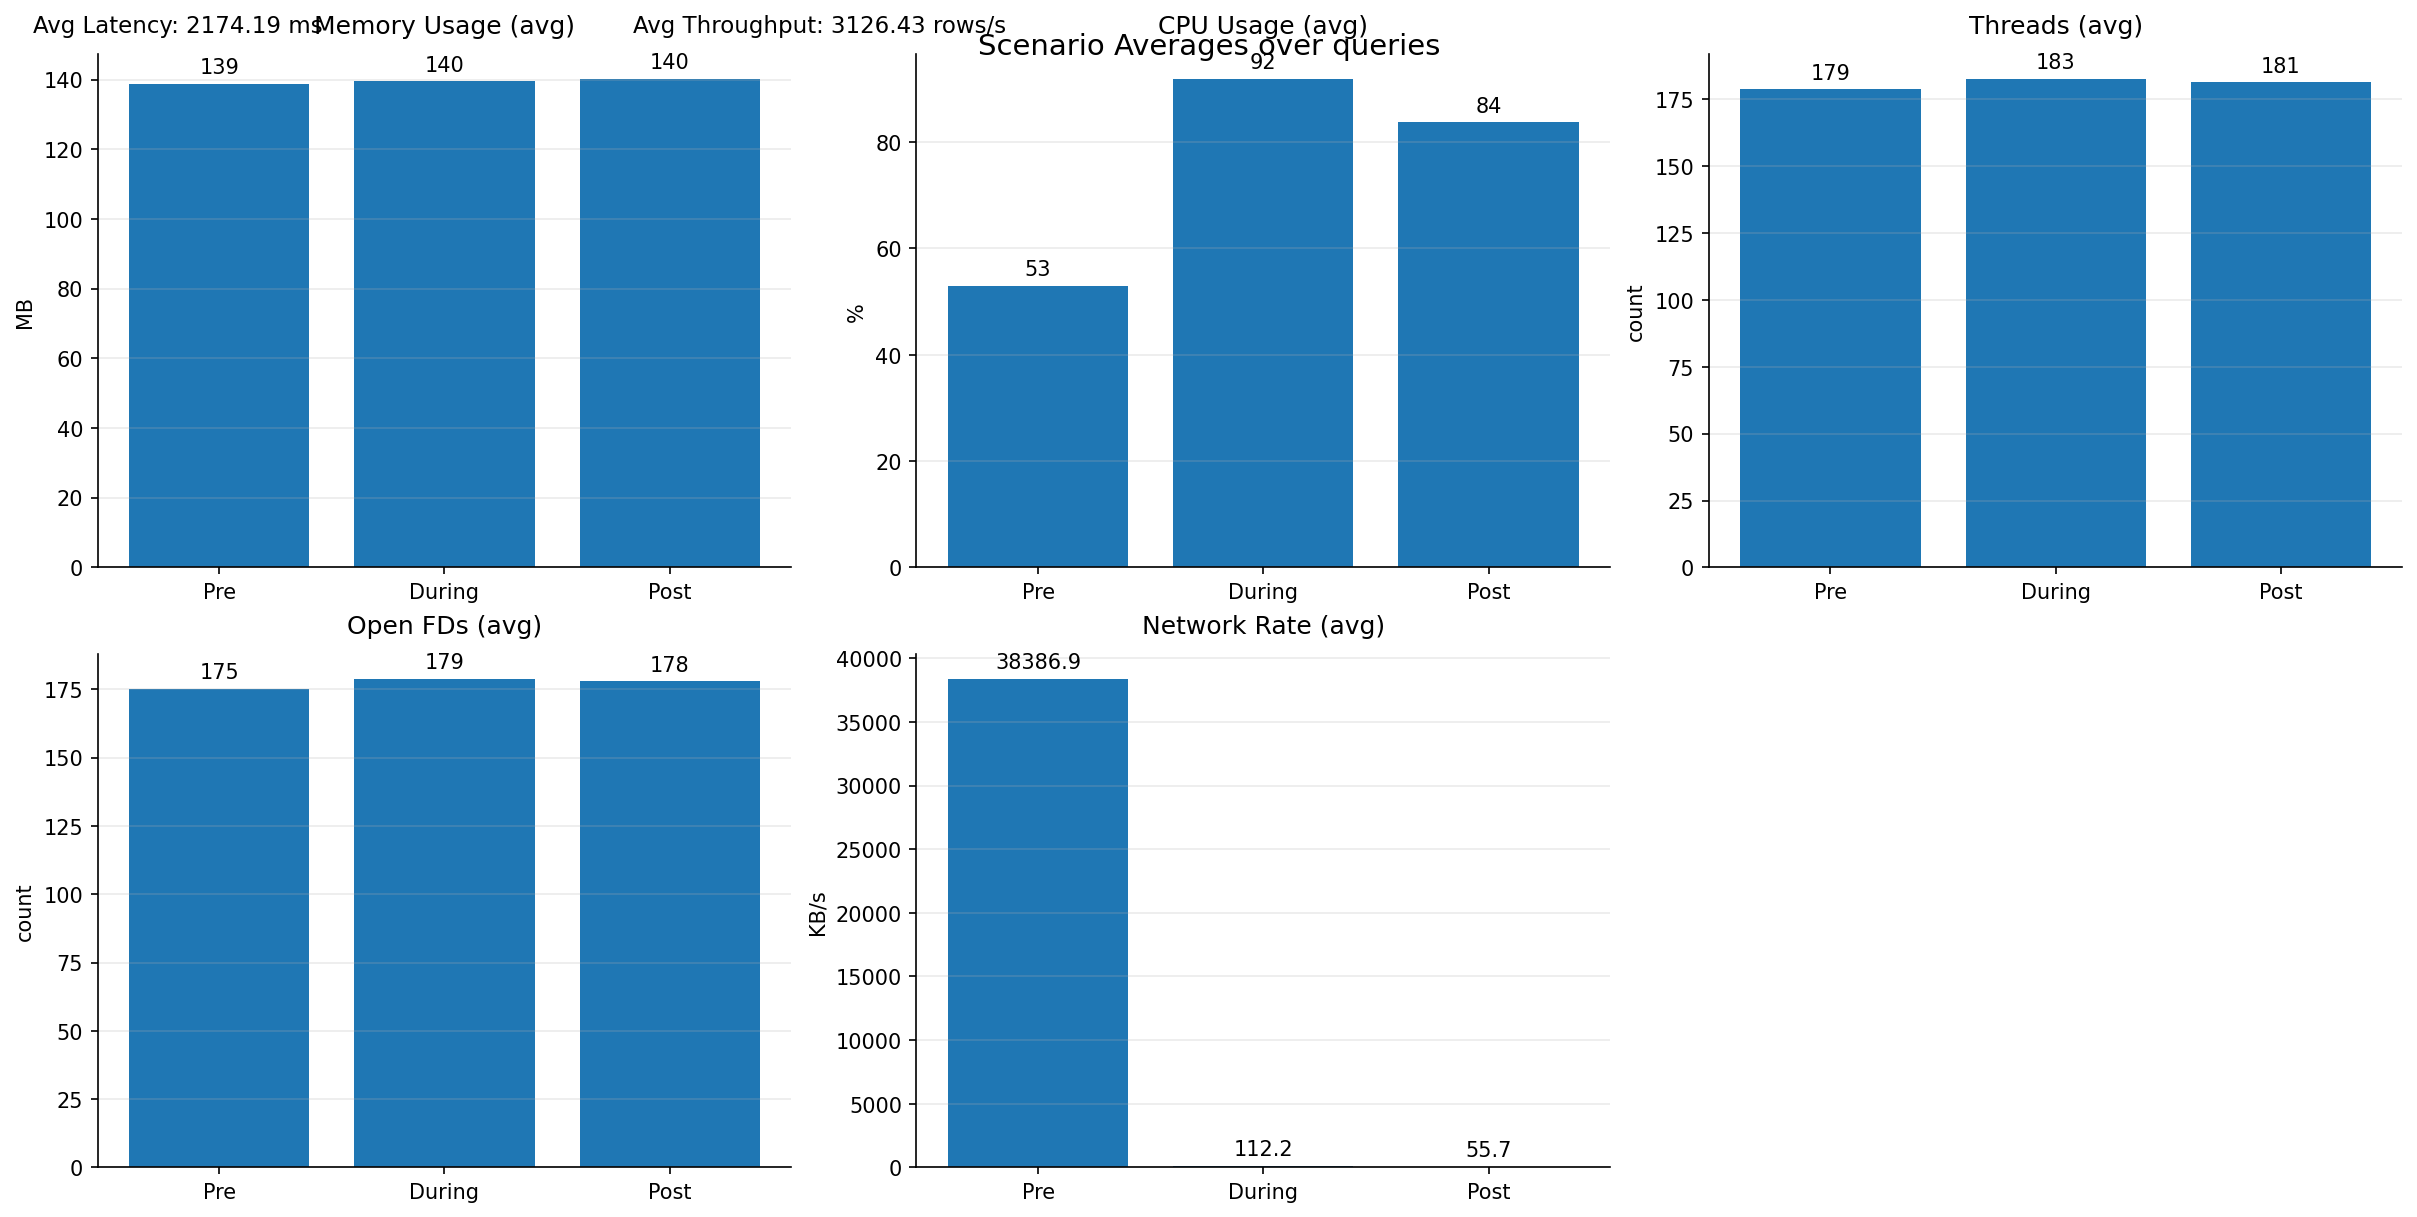 Avg Latency: 2174.19 ms
Memory Usage (avg)
Avg Throughput: 3126.43 rows/s
CPU Usage (avg)
Threads (avg)
Scenario Averages over queries
MB
140
120
100
80
60
40
20
0
139
140
140
Pre
During
Post
%
80
60
40
20
0
53
92
84
Pre
During
Post
count
175
150
125
100
75
50
25
0
179
183
181
Pre
During
Post
Open FDs (avg)
count
175
150
125
100
75
50
25
0
175
179
178
Pre
During
Post
Network Rate (avg)
KB/s
40000
35000
30000
25000
20000
15000
10000
5000
0
38386.9
112.2
55.7
Pre
During
Post